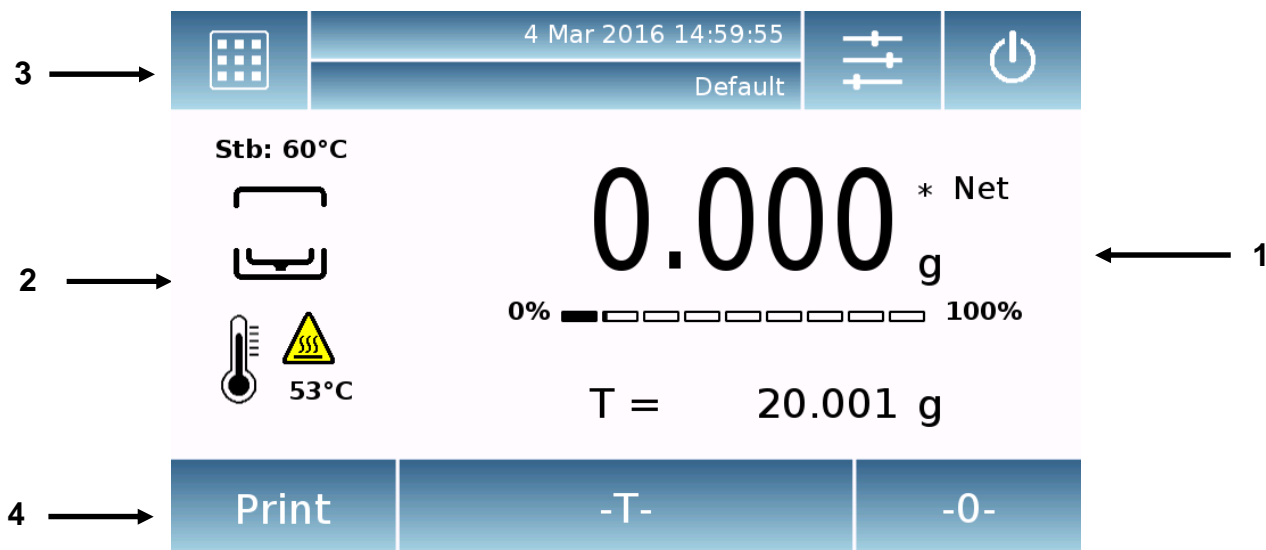 4 Mar 2016 14:59:55
3
Default
Stb: 60°C
0.000 * Net
g
1
2
0% 100%
53°C
T = 20.001 g
4
Print -T- -0-